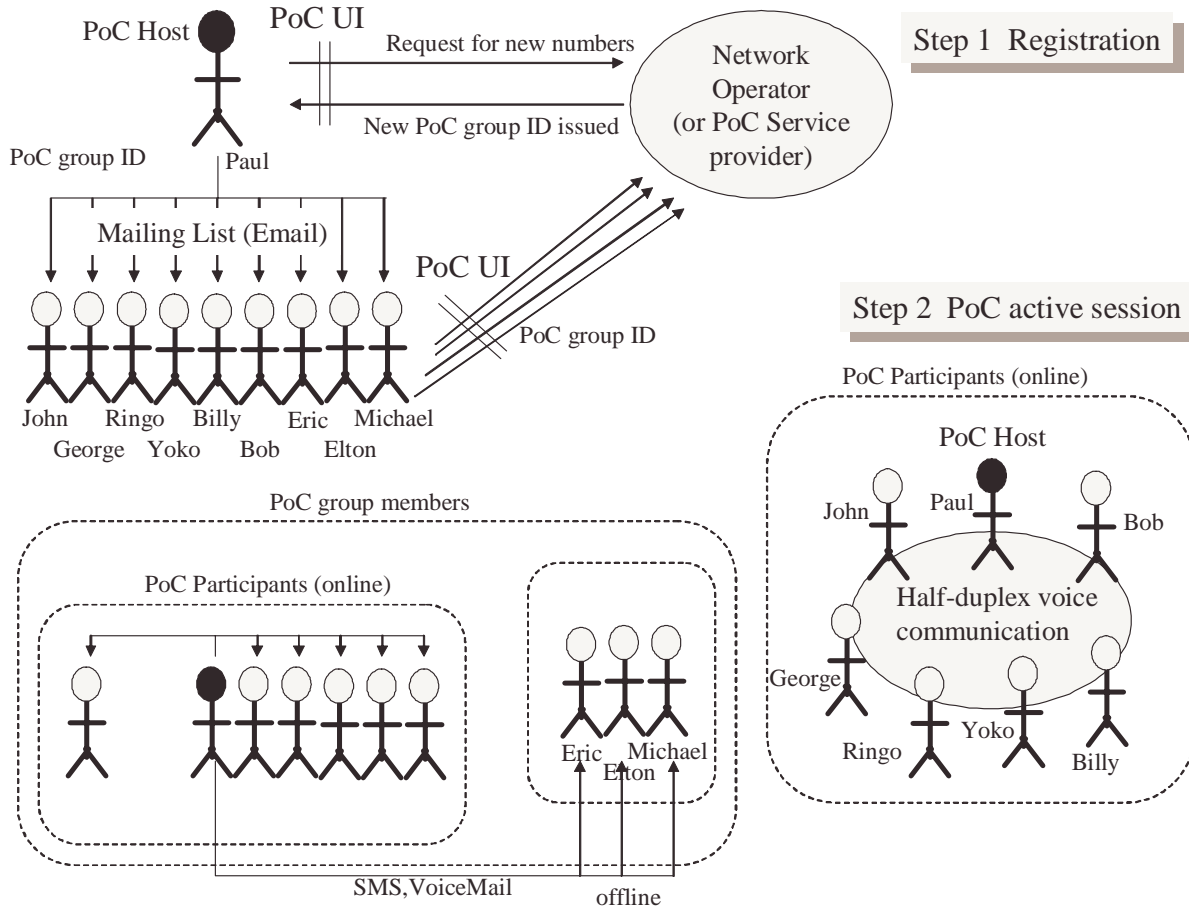 PoC Host
PoC UI
Request for new numbers
New PoC group ID issued
Network
Operator
(or PoC Service
provider)
Step 1 Registration
PoC group ID
Paul
Mailing List (Email)
PoC UI
PoC group ID
John
Ringo
Billy
Eric
Michael
George
Yoko
Bob
Elton
Step 2 PoC active session
PoC Participants (online)
PoC Host
John
Paul
Bob
Half-duplex voice
communication
George
Ringo
Yoko
Billy
PoC group members
PoC Participants (online)
Eric
Michael
Elton
SMS,VoiceMail
offline